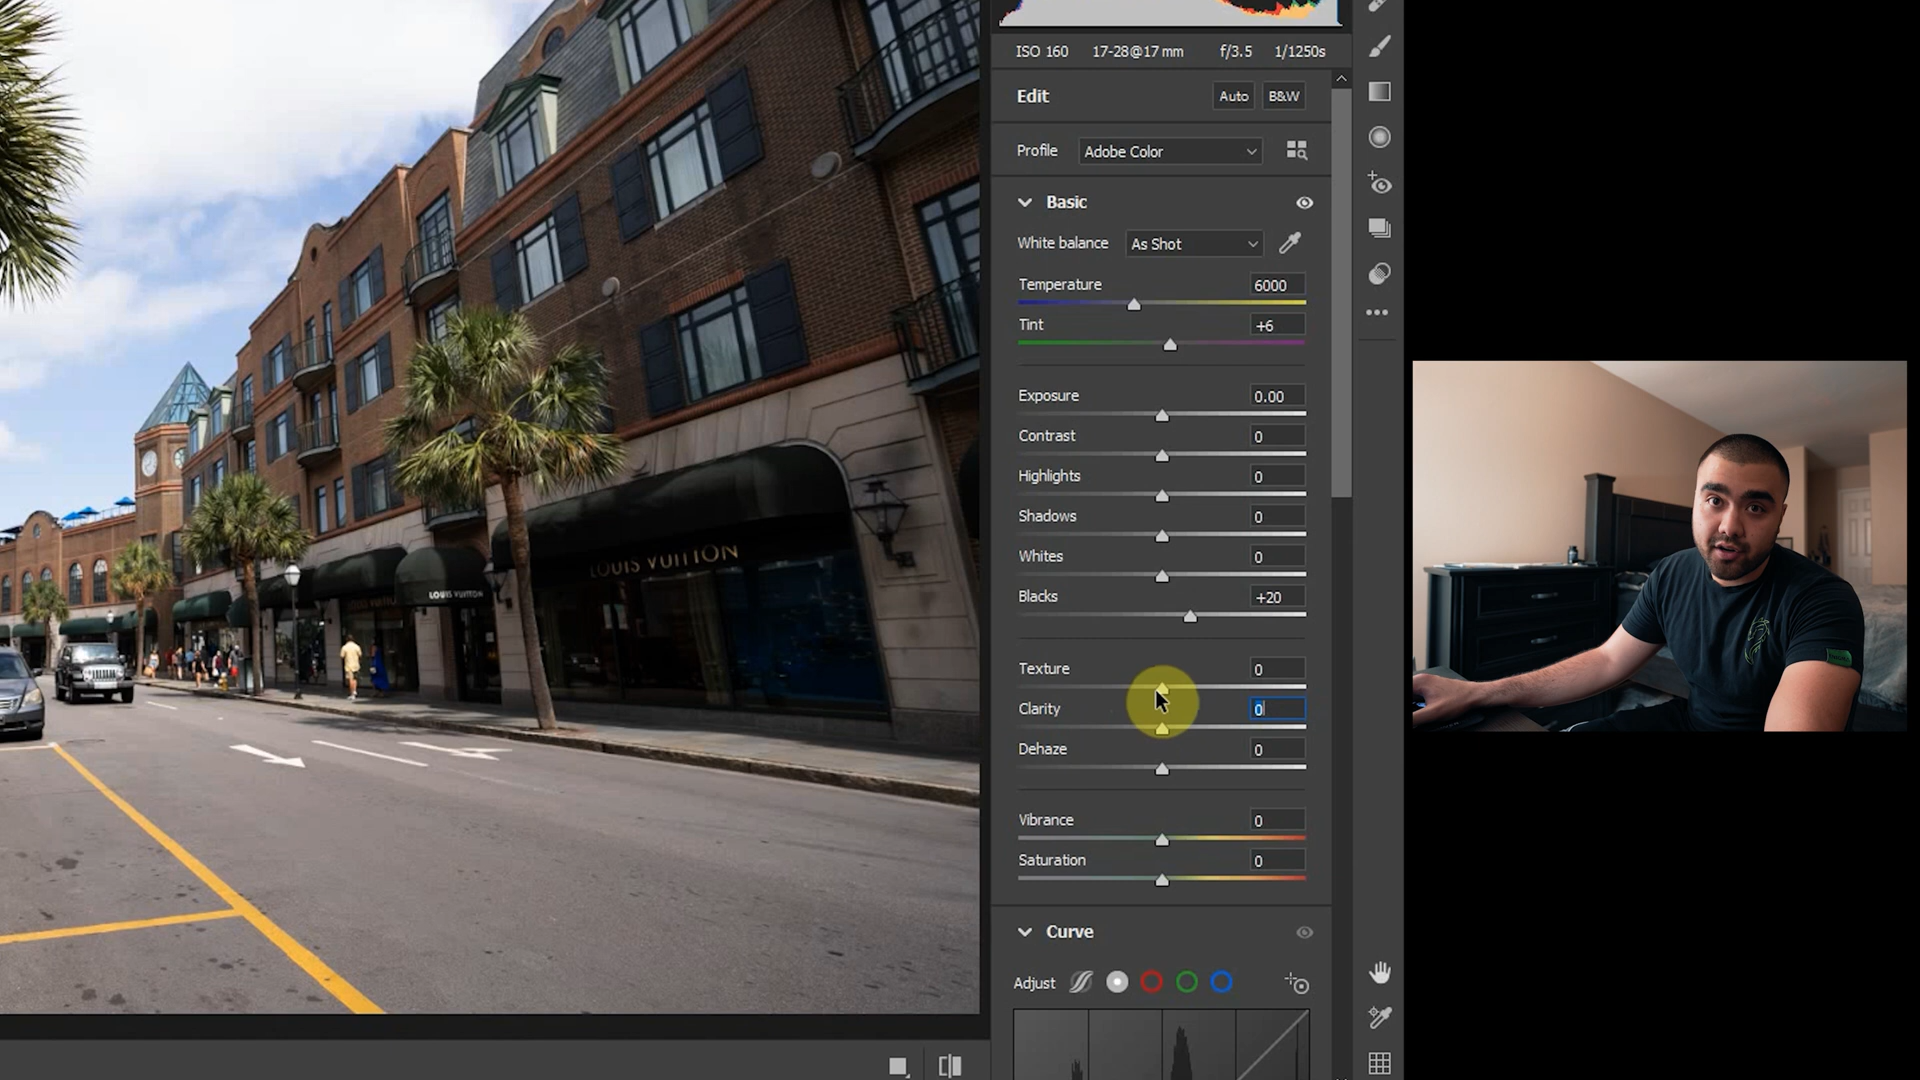 ISO 160 17-28@17 mm f/3.5 1/1250s
Edit Auto B&W
Profile Adobe Color
Basic
White balance As Shot
Temperature 6000
Tint +6
Exposure 0.00
Contrast 0
Highlights 0
Shadows 0
Whites 0
Blacks +20
Texture 0
Clarity 0
Dehaze 0
Vibrance 0
Saturation 0
Curve
Adjust
LOUIS VUITTON
LOUIS VUITTON